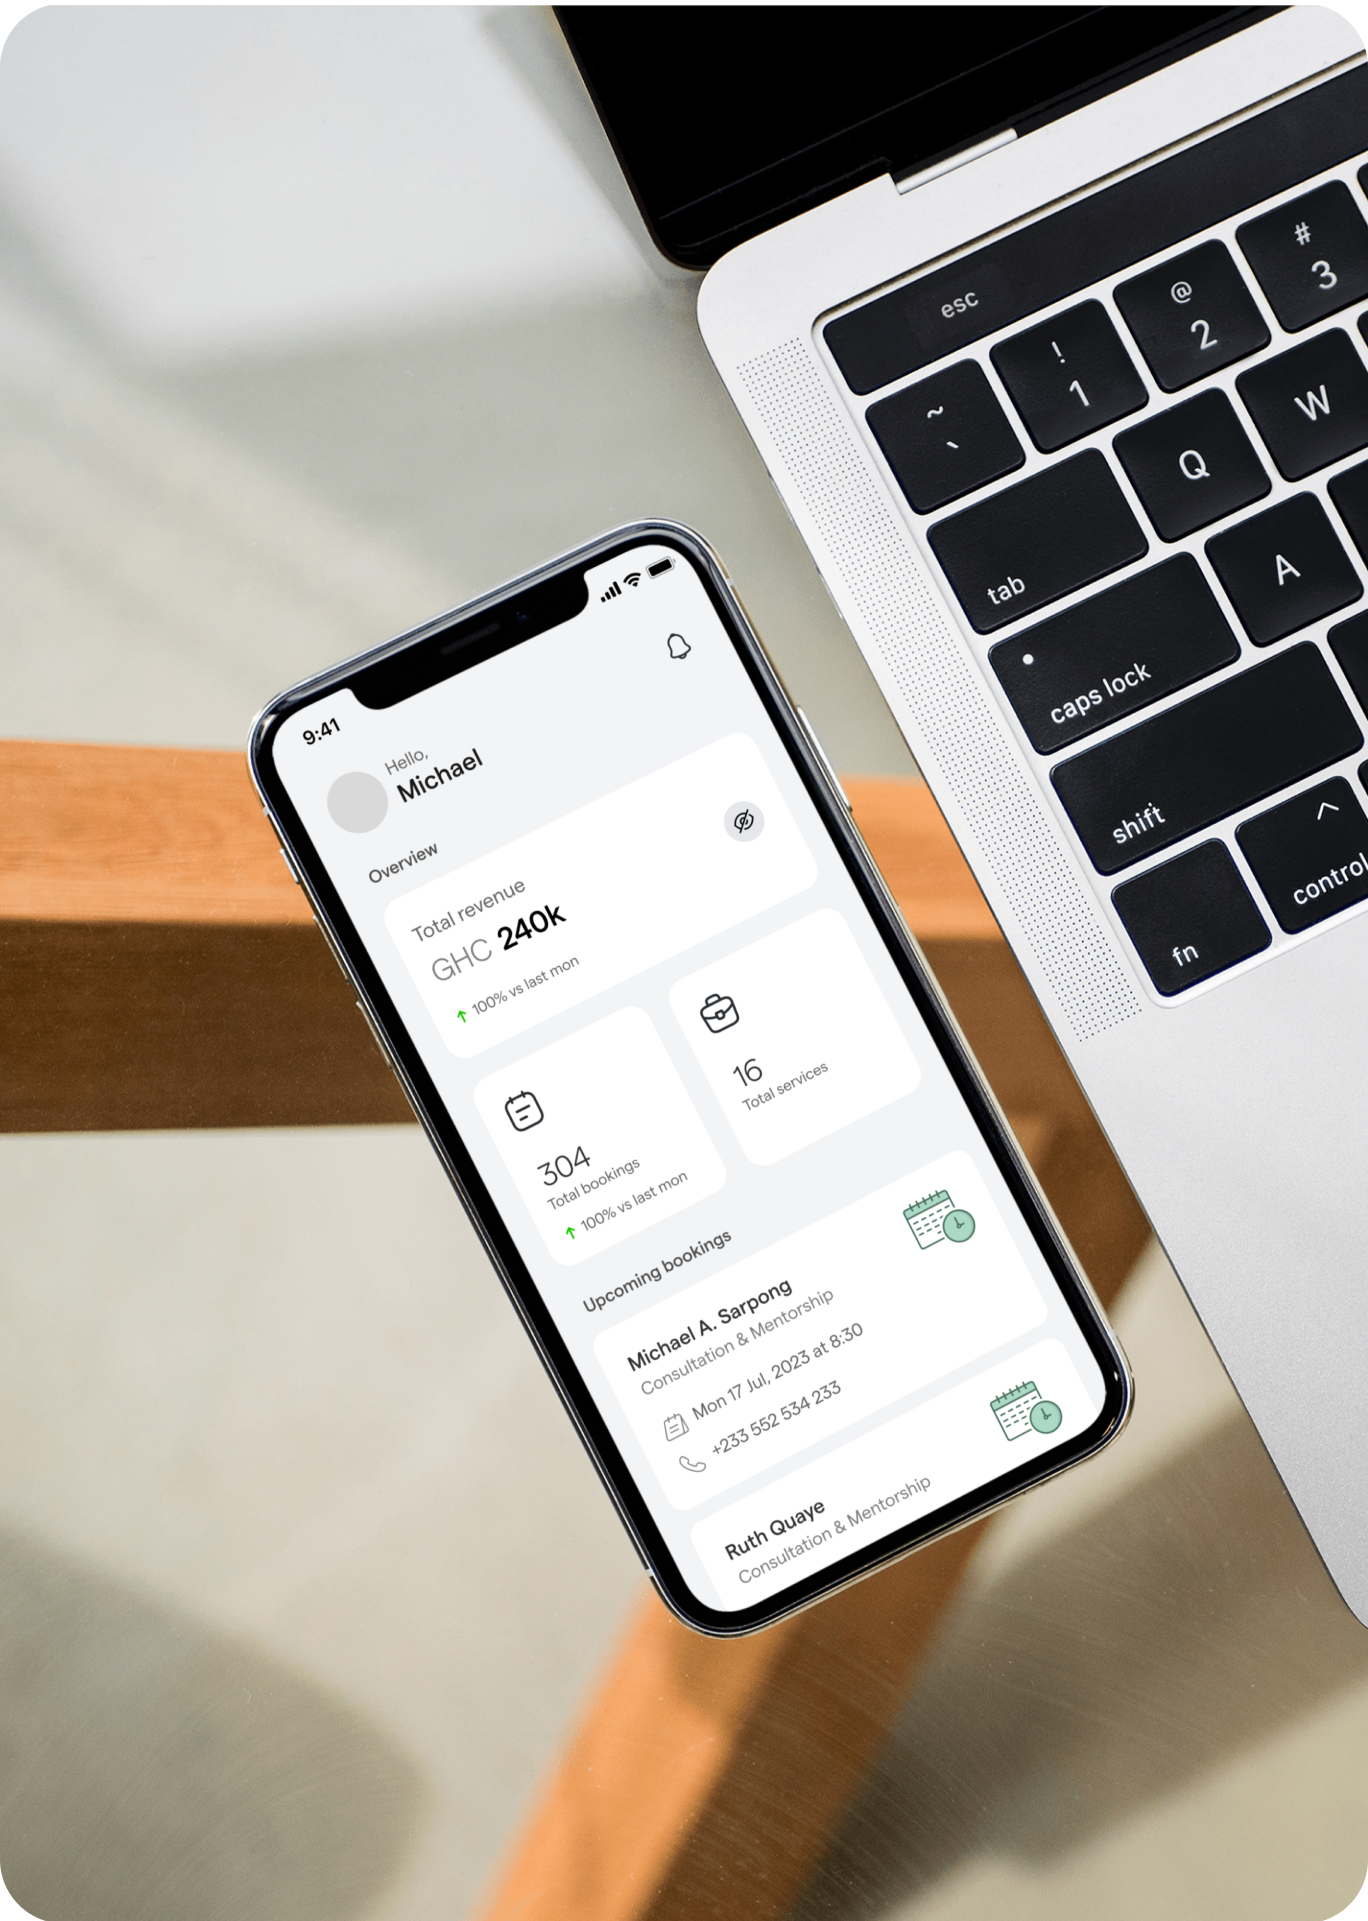 esc
~
`
!
1
@
2
#
3
tab
Q
W
caps lock
A
shift
fn
control
9:41
Hello,
Michael
Overview
Total revenue
GHC 240k
100% vs last mon
304
Total bookings
100% vs last mon
16
Total services
Upcoming bookings
Michael A. Sarpong
Consultation & Mentorship
Mon 17 Jul, 2023 at 8:30
+233 552 534 233
Ruth Quaye
Consultation & Mentorship